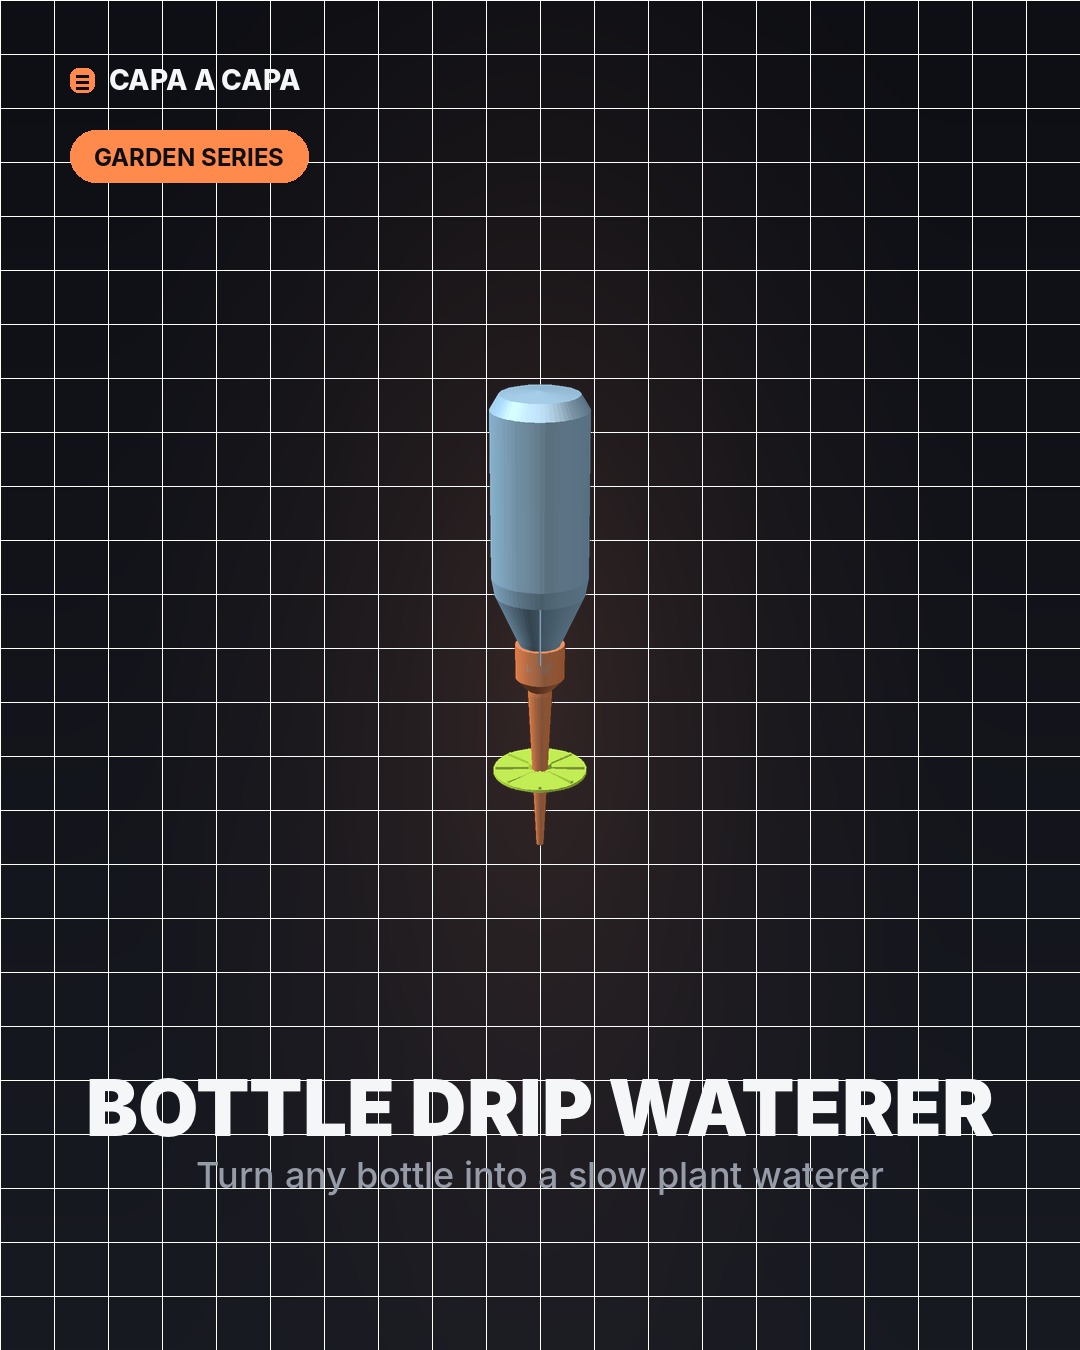 CAPA A CAPA
GARDEN SERIES
BOTTLE DRIP WATERER
Turn any bottle into a slow plant waterer